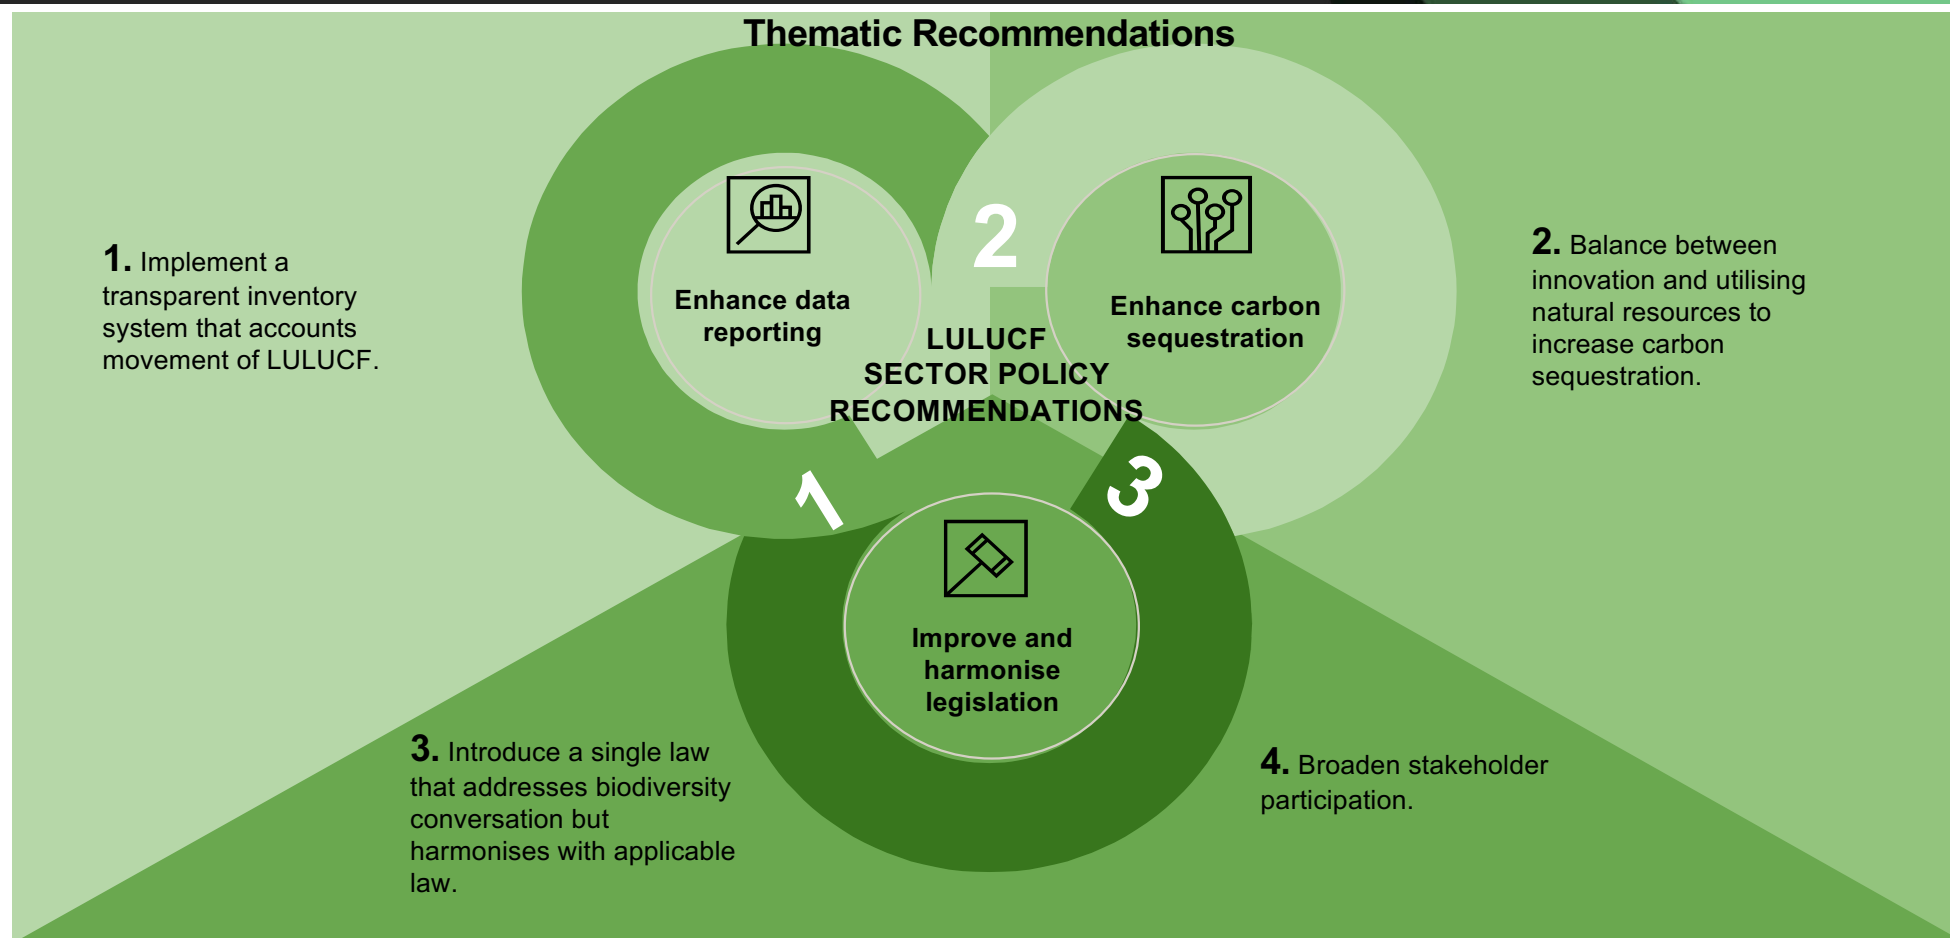 Thematic Recommendations
1. Implement a
transparent inventory
system that accounts
movement of LULUCF.
Enhance data
reporting
1
2
Enhance carbon
sequestration
2. Balance between
innovation and utilising
natural resources to
increase carbon
sequestration.
LULUCF
SECTOR POLICY
RECOMMENDATIONS
3
Improve and
harmonise
legislation
3. Introduce a single law
that addresses biodiversity
conversation but
harmonises with applicable
law.
4. Broaden stakeholder
participation.